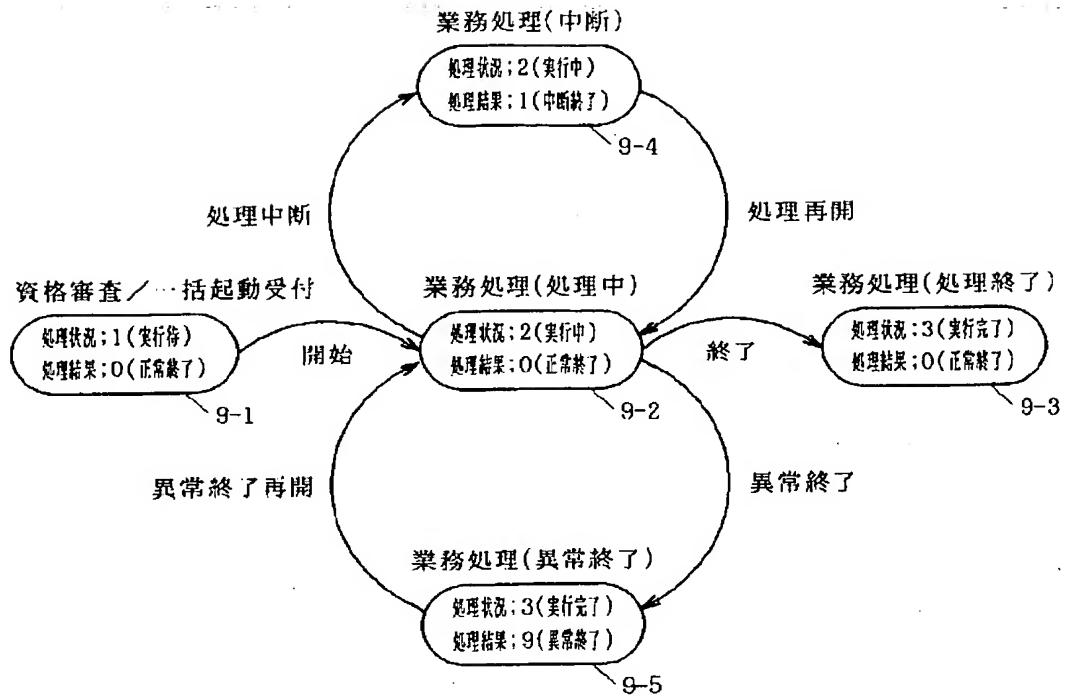 業務処理(中断)
処理状況;2(実行中)
処理結果;1(中断終了)
9-4
処理中断
処理再開
資格審査/一括起動受付
処理状況;1(実行待)
処理結果;0(正常終了)
9-1
開始
業務処理(処理中)
処理状況;2(実行中)
処理結果;0(正常終了)
9-2
終了
業務処理(処理終了)
処理状況;3(実行完了)
処理結果;0(正常終了)
9-3
異常終了再開
異常終了
業務処理(異常終了)
処理状況;3(実行完了)
処理結果;9(異常終了)
9-5